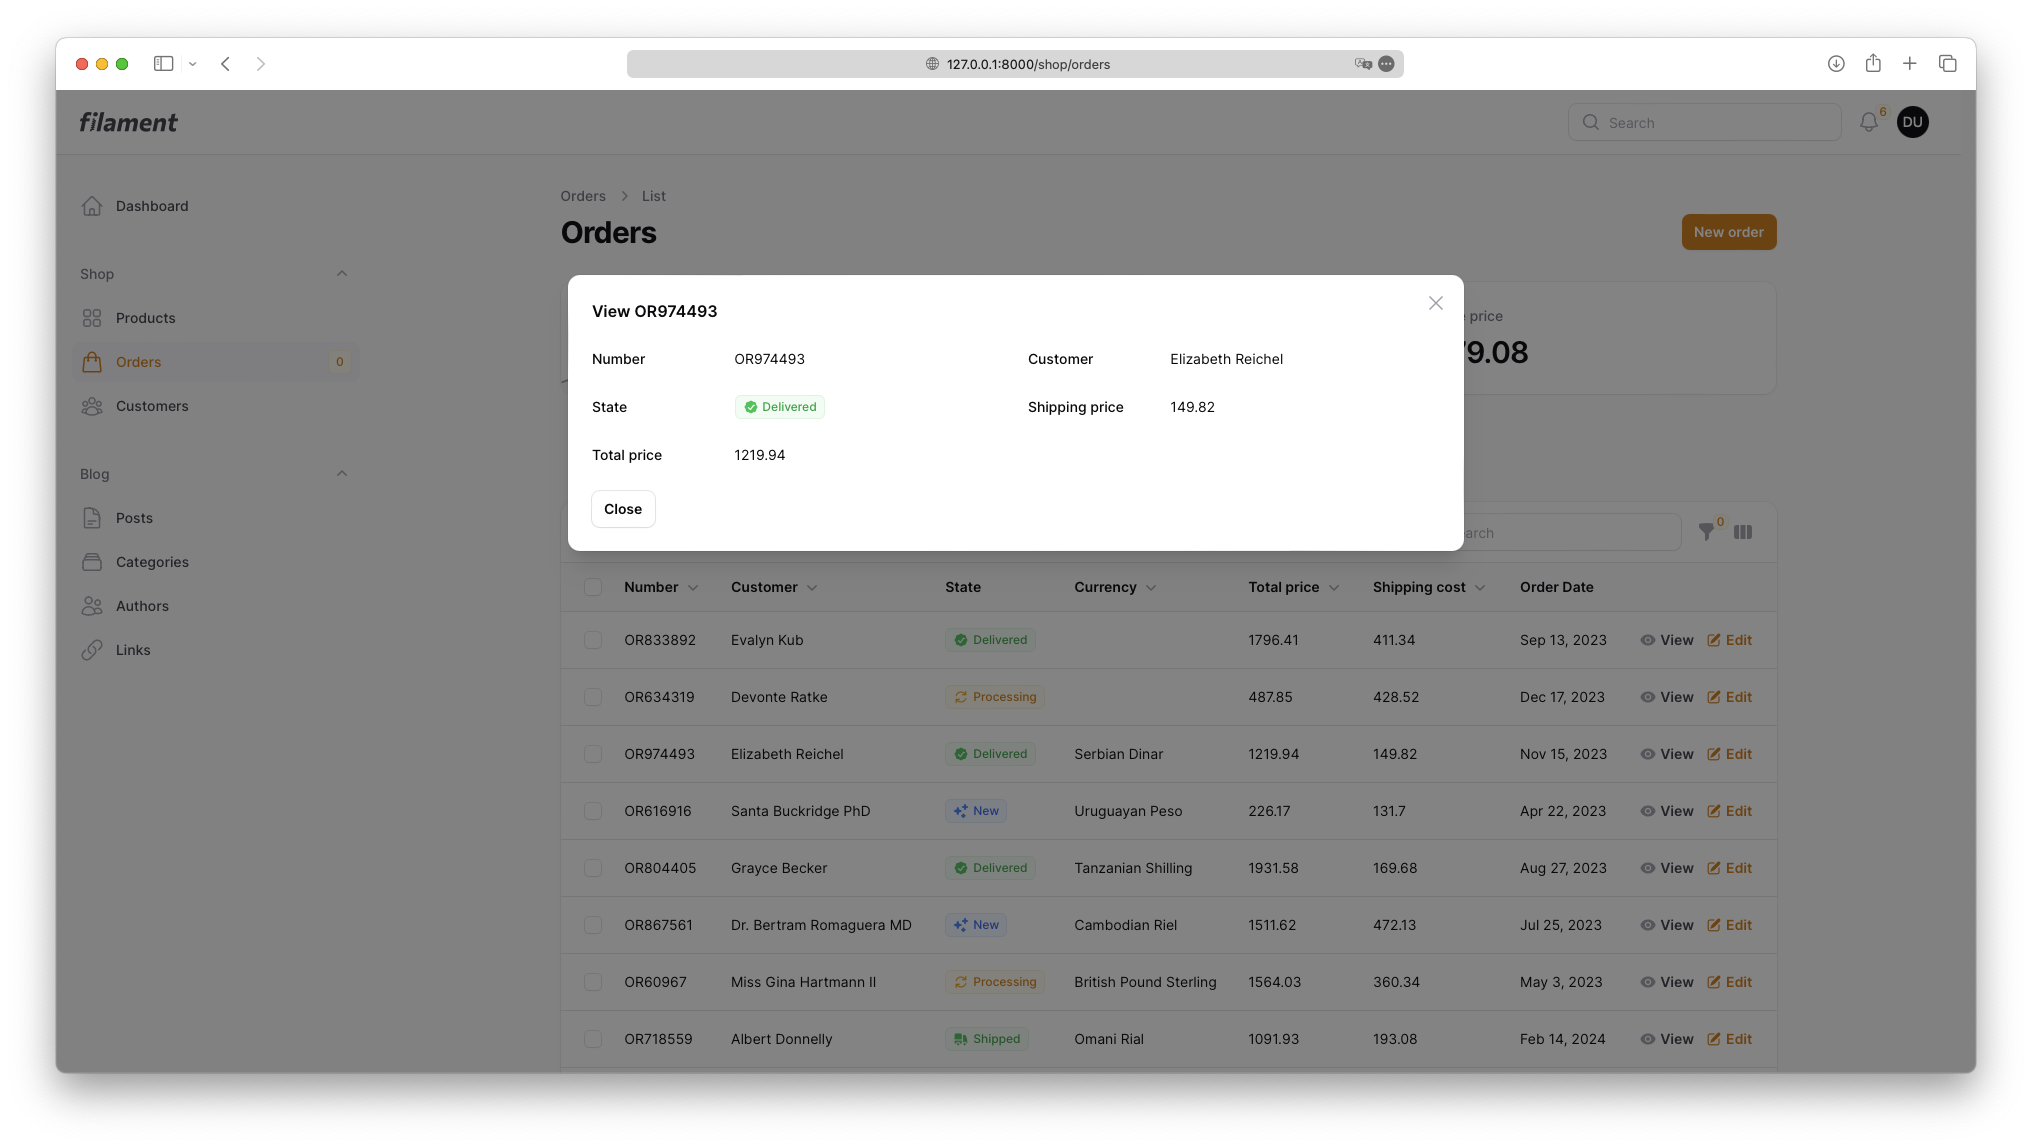 127.0.0.1:8000/shop/orders
filament
Search
6
DU
Dashboard
Shop
Products
Orders 0
Customers
Blog
Posts
Categories
Authors
Links
Orders List
Orders
New order
price
9.08
View OR974493
Number OR974493 Customer Elizabeth Reichel
State Delivered Shipping price 149.82
Total price 1219.94
Close
arch
0
Number Customer State Currency Total price Shipping cost Order Date
OR833892 Evalyn Kub Delivered 1796.41 411.34 Sep 13, 2023 View Edit
OR634319 Devonte Ratke Processing 487.85 428.52 Dec 17, 2023 View Edit
OR974493 Elizabeth Reichel Delivered Serbian Dinar 1219.94 149.82 Nov 15, 2023 View Edit
OR616916 Santa Buckridge PhD New Uruguayan Peso 226.17 131.7 Apr 22, 2023 View Edit
OR804405 Grayce Becker Delivered Tanzanian Shilling 1931.58 169.68 Aug 27, 2023 View Edit
OR867561 Dr. Bertram Romaguera MD New Cambodian Riel 1511.62 472.13 Jul 25, 2023 View Edit
OR60967 Miss Gina Hartmann II Processing British Pound Sterling 1564.03 360.34 May 3, 2023 View Edit
OR718559 Albert Donnelly Shipped Omani Rial 1091.93 193.08 Feb 14, 2024 View Edit